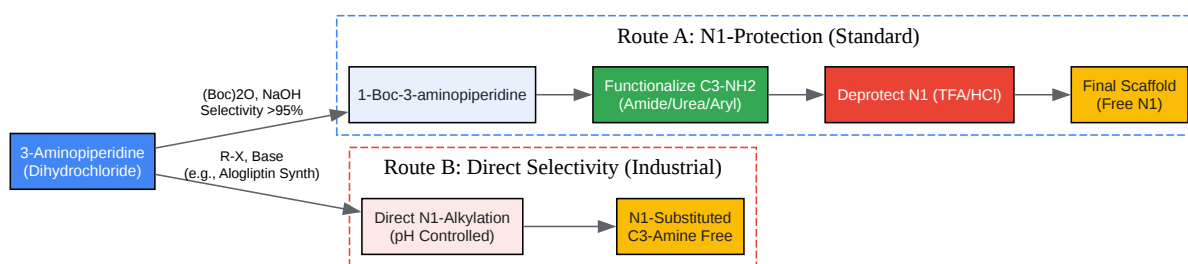 Route A: N1-Protection (Standard)
(Boc)2O, NaOH
Selectivity >95%
1-Boc-3-aminopiperidine
Functionalize C3-NH2
(Amide/Urea/Aryl)
Deprotect N1 (TFA/HCl)
Final Scaffold
(Free N1)
3-Aminopiperidine
(Dihydrochloride)
R-X, Base
(e.g., Alogliptin Synth)
Route B: Direct Selectivity (Industrial)
Direct N1-Alkylation
(pH Controlled)
N1-Substituted
C3-Amine Free